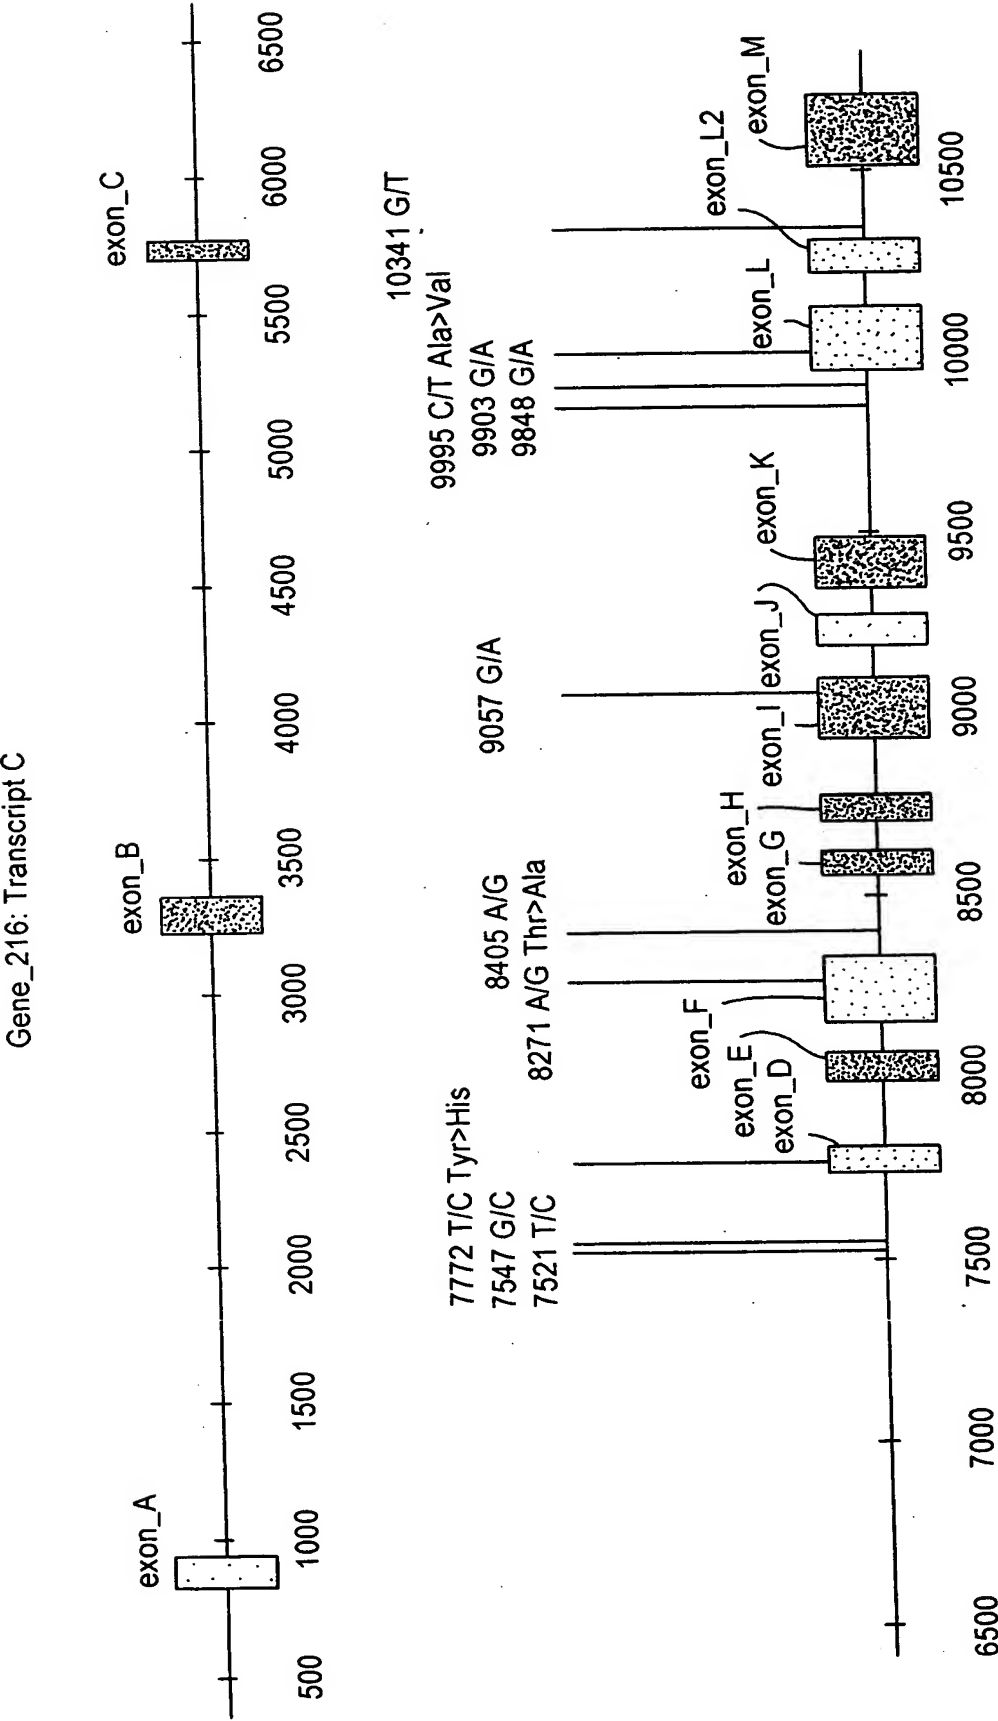 Gene_216: Transcript C
exon_A
exon_B
exon_C
500
1000
1500
2000
2500
3000
3500
4000
4500
5000
5500
6000
6500
7772 T/C Tyr>His
7547 G/C
7521 T/C
8405 A/G
8271 A/G Thr>Ala
9057 G/A
10341 G/T
9995 C/T Ala>Val
9903 G/A
9848 G/A
exon_D
exon_E
exon_F
exon_G
exon_H
exon_I
exon_J
exon_K
exon_L
exon_L2
exon_M
6500
7000
7500
8000
8500
9000
9500
10000
10500